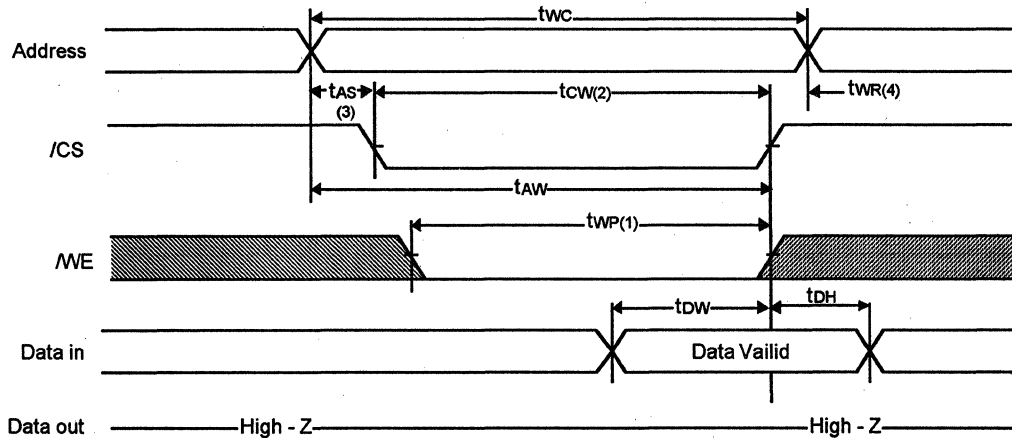 tWC
Address
tAS
(3)
tCW(2)
tWR(4)
/CS
tAW
tWP(1)
/WE
tDW
tDH
Data in
Data Vailid
Data out
High - Z
High - Z